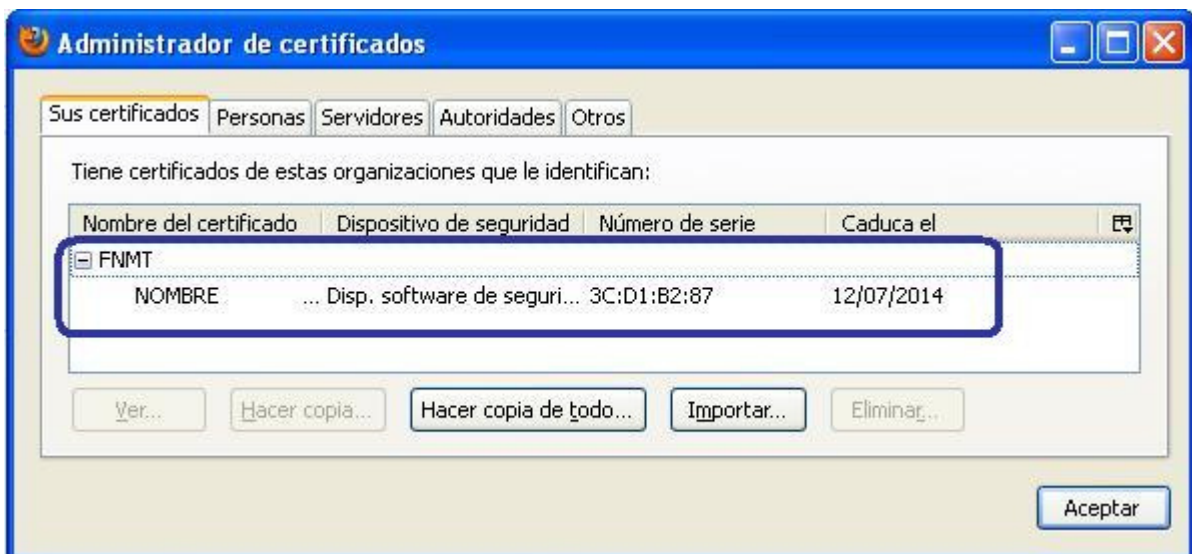 Administrador de certificados
Sus certificados Personas Servidores Autoridades Otros
Tiene certificados de estas organizaciones que le identifican:
Nombre del certificado Dispositivo de seguridad Número de serie Caduca el
FNMT
NOMBRE ... Disp. software de seguri... 3C:D1:B2:87 12/07/2014
Ver... Hacer copia... Hacer copia de todo... Importar... Eliminar...
Aceptar